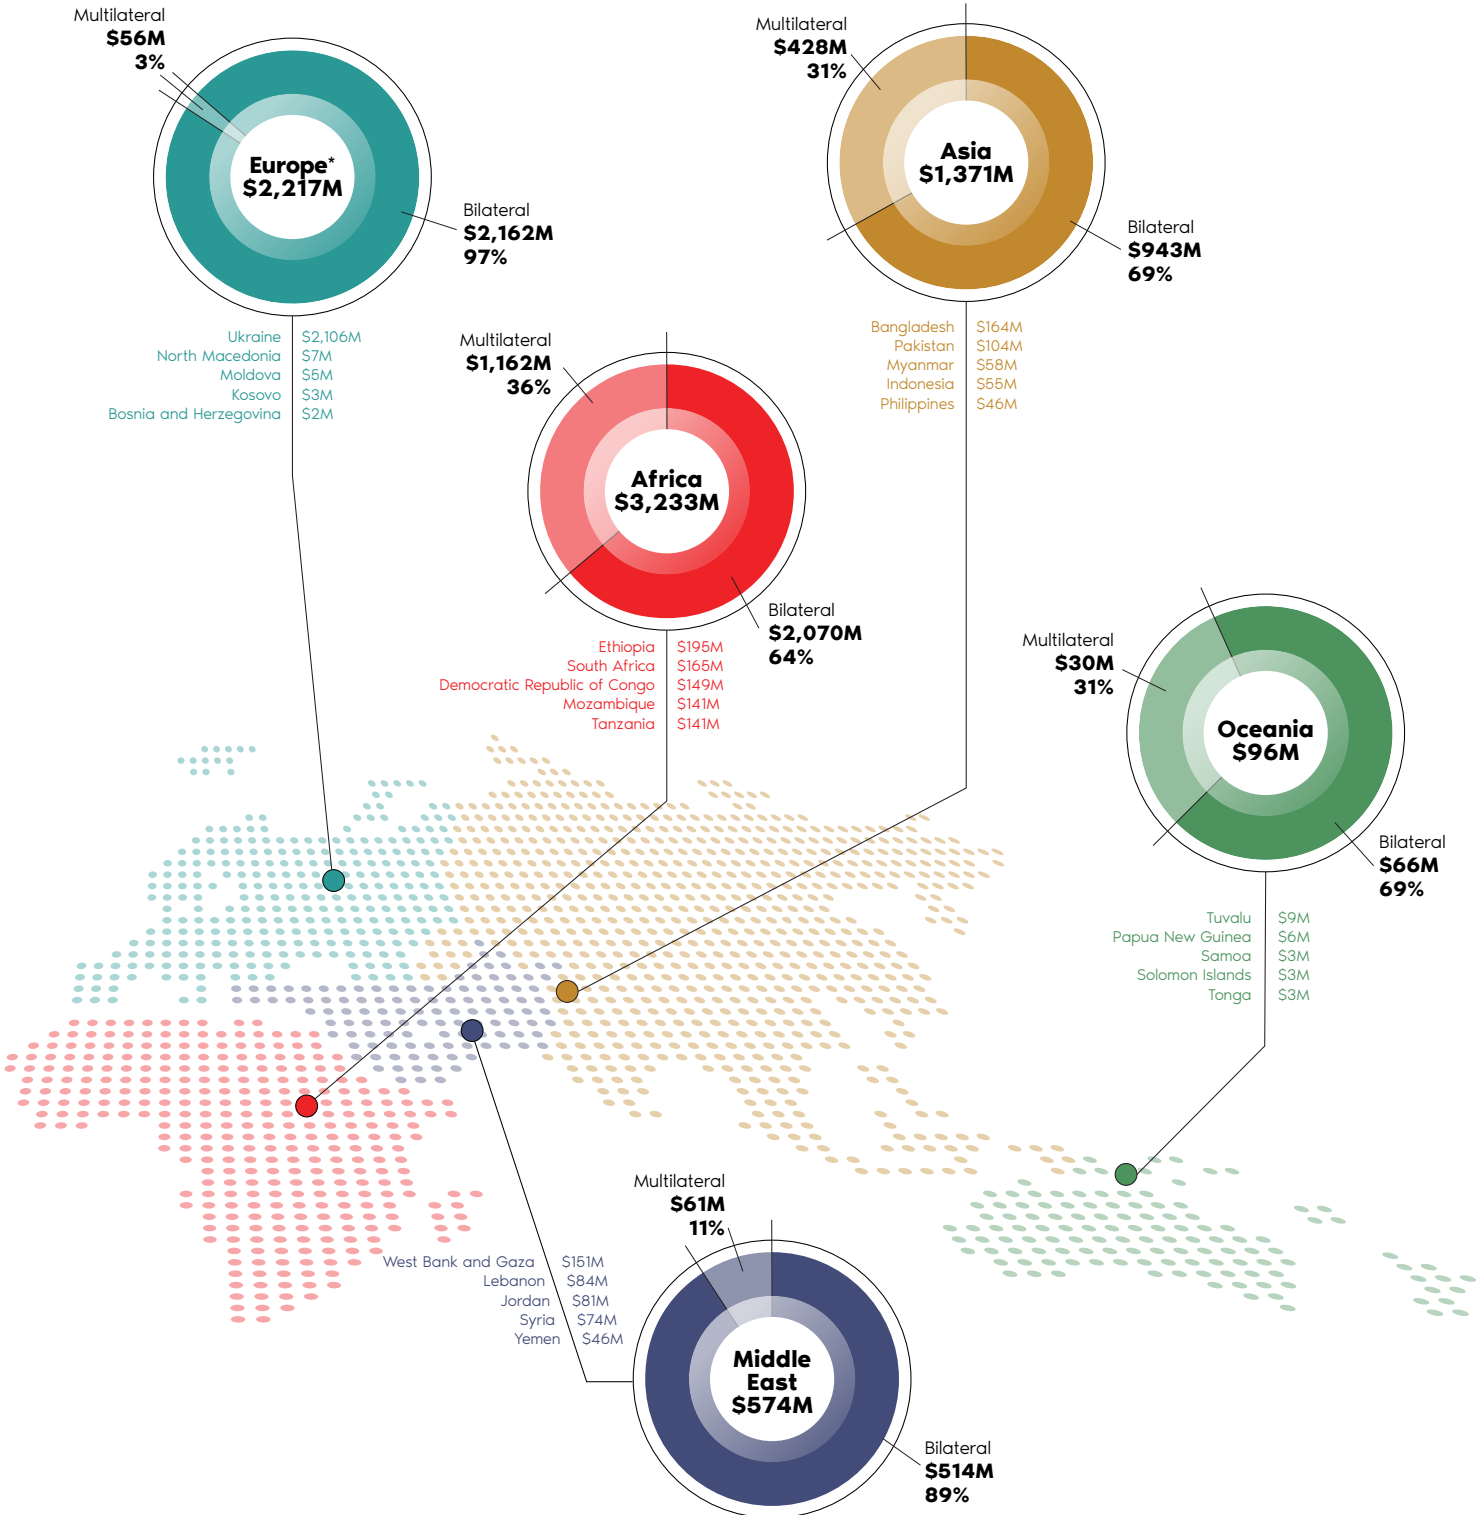 Multilateral
$56M
3%
Europe*
$2,217M
Bilateral
$2,162M
97%
Ukraine $2,106M
North Macedonia $7M
Moldova $5M
Kosovo $3M
Bosnia and Herzegovina $2M
Multilateral
$428M
31%
Asia
$1,371M
Bilateral
$943M
69%
Bangladesh $164M
Pakistan $104M
Myanmar $58M
Indonesia $55M
Philippines $46M
Multilateral
$1,162M
36%
Africa
$3,233M
Bilateral
$2,070M
64%
Ethiopia $195M
South Africa $165M
Democratic Republic of Congo $149M
Mozambique $141M
Tanzania $141M
Multilateral
$30M
31%
Oceania
$96M
Bilateral
$66M
69%
Tuvalu $9M
Papua New Guinea $6M
Samoa $3M
Solomon Islands $3M
Tonga $3M
Multilateral
$61M
11%
West Bank and Gaza $151M
Lebanon $84M
Jordan $81M
Syria $74M
Yemen $46M
Middle
East
$574M
Bilateral
$514M
89%